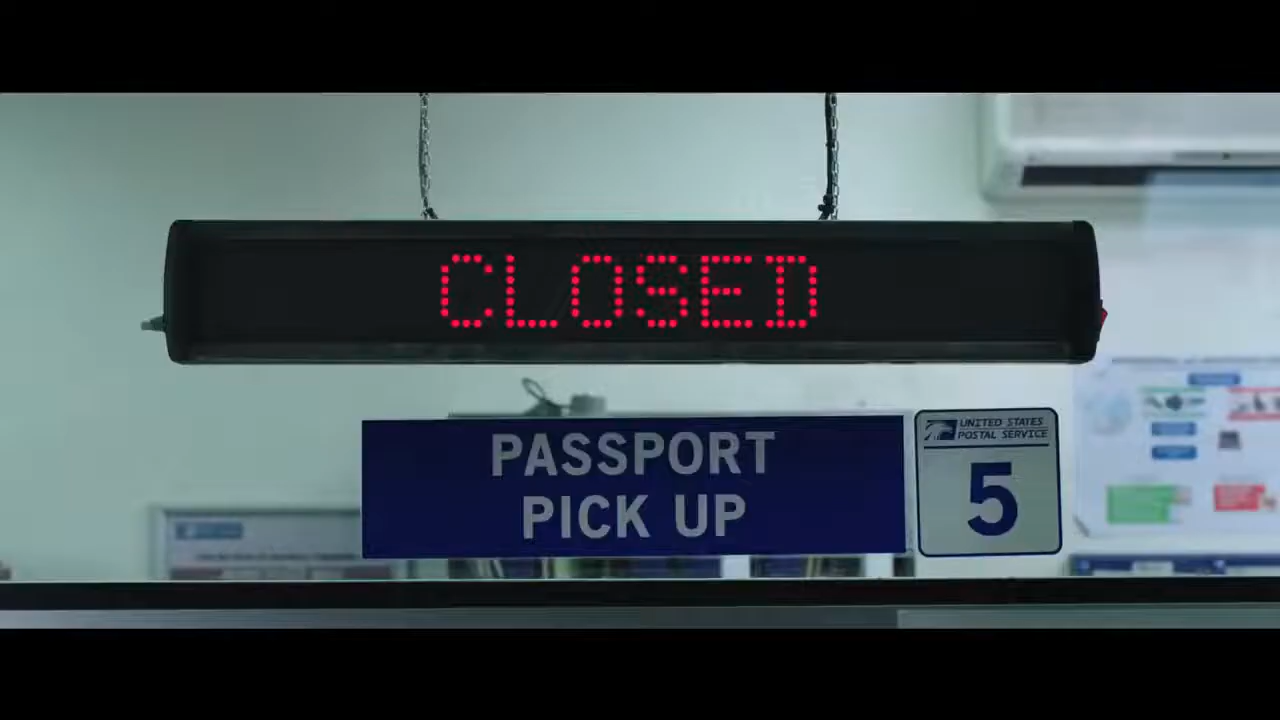 CLOSED
PASSPORT
PICK UP
UNITED STATES
POSTAL SERVICE
5